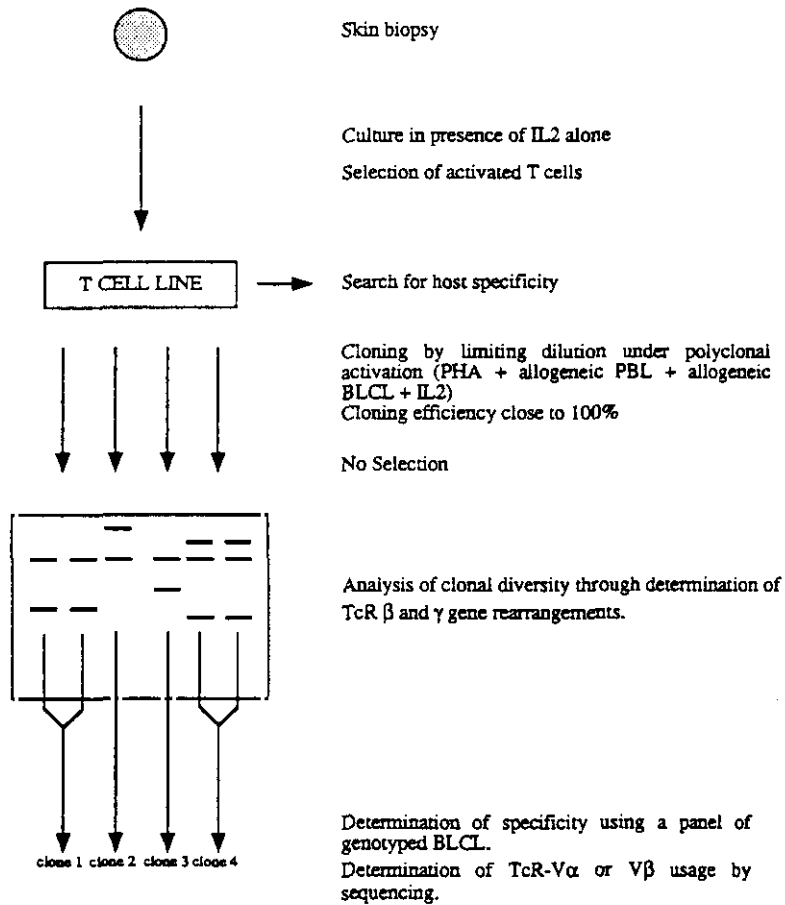 Skin biopsy
Culture in presence of IL2 alone
Selection of activated T cells
T CELL LINE
Search for host specificity
Cloning by limiting dilution under polyclonal
activation (PHA + allogeneic PBL + allogeneic
BLCL + IL2)
Cloning efficiency close to 100%
No Selection
Analysis of clonal diversity through determination of
TcR β and γ gene rearrangements.
Determination of specificity using a panel of
genotyped BLCL.
Determination of TcR-Vα or Vβ usage by
sequencing.
clone 1 clone 2 clone 3 clone 4